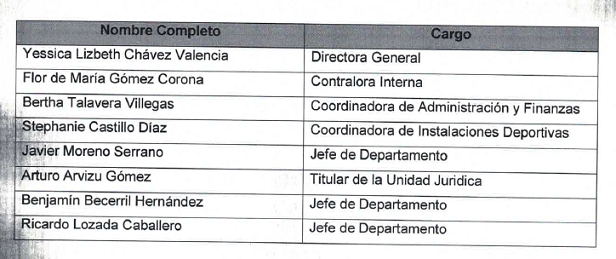 Nombre Completo Cargo
Yessica Lizbeth Chávez Valencia Directora General
Flor de María Gómez Corona Contralora Interna
Bertha Talavera Villegas Coordinadora de Administración y Finanzas
Stephanie Castillo Díaz Coordinadora de Instalaciones Deportivas
Javier Moreno Serrano Jefe de Departamento
Arturo Arvizu Gómez Titular de la Unidad Juridica
Benjamín Becerril Hernández Jefe de Departamento
Ricardo Lozada Caballero Jefe de Departamento